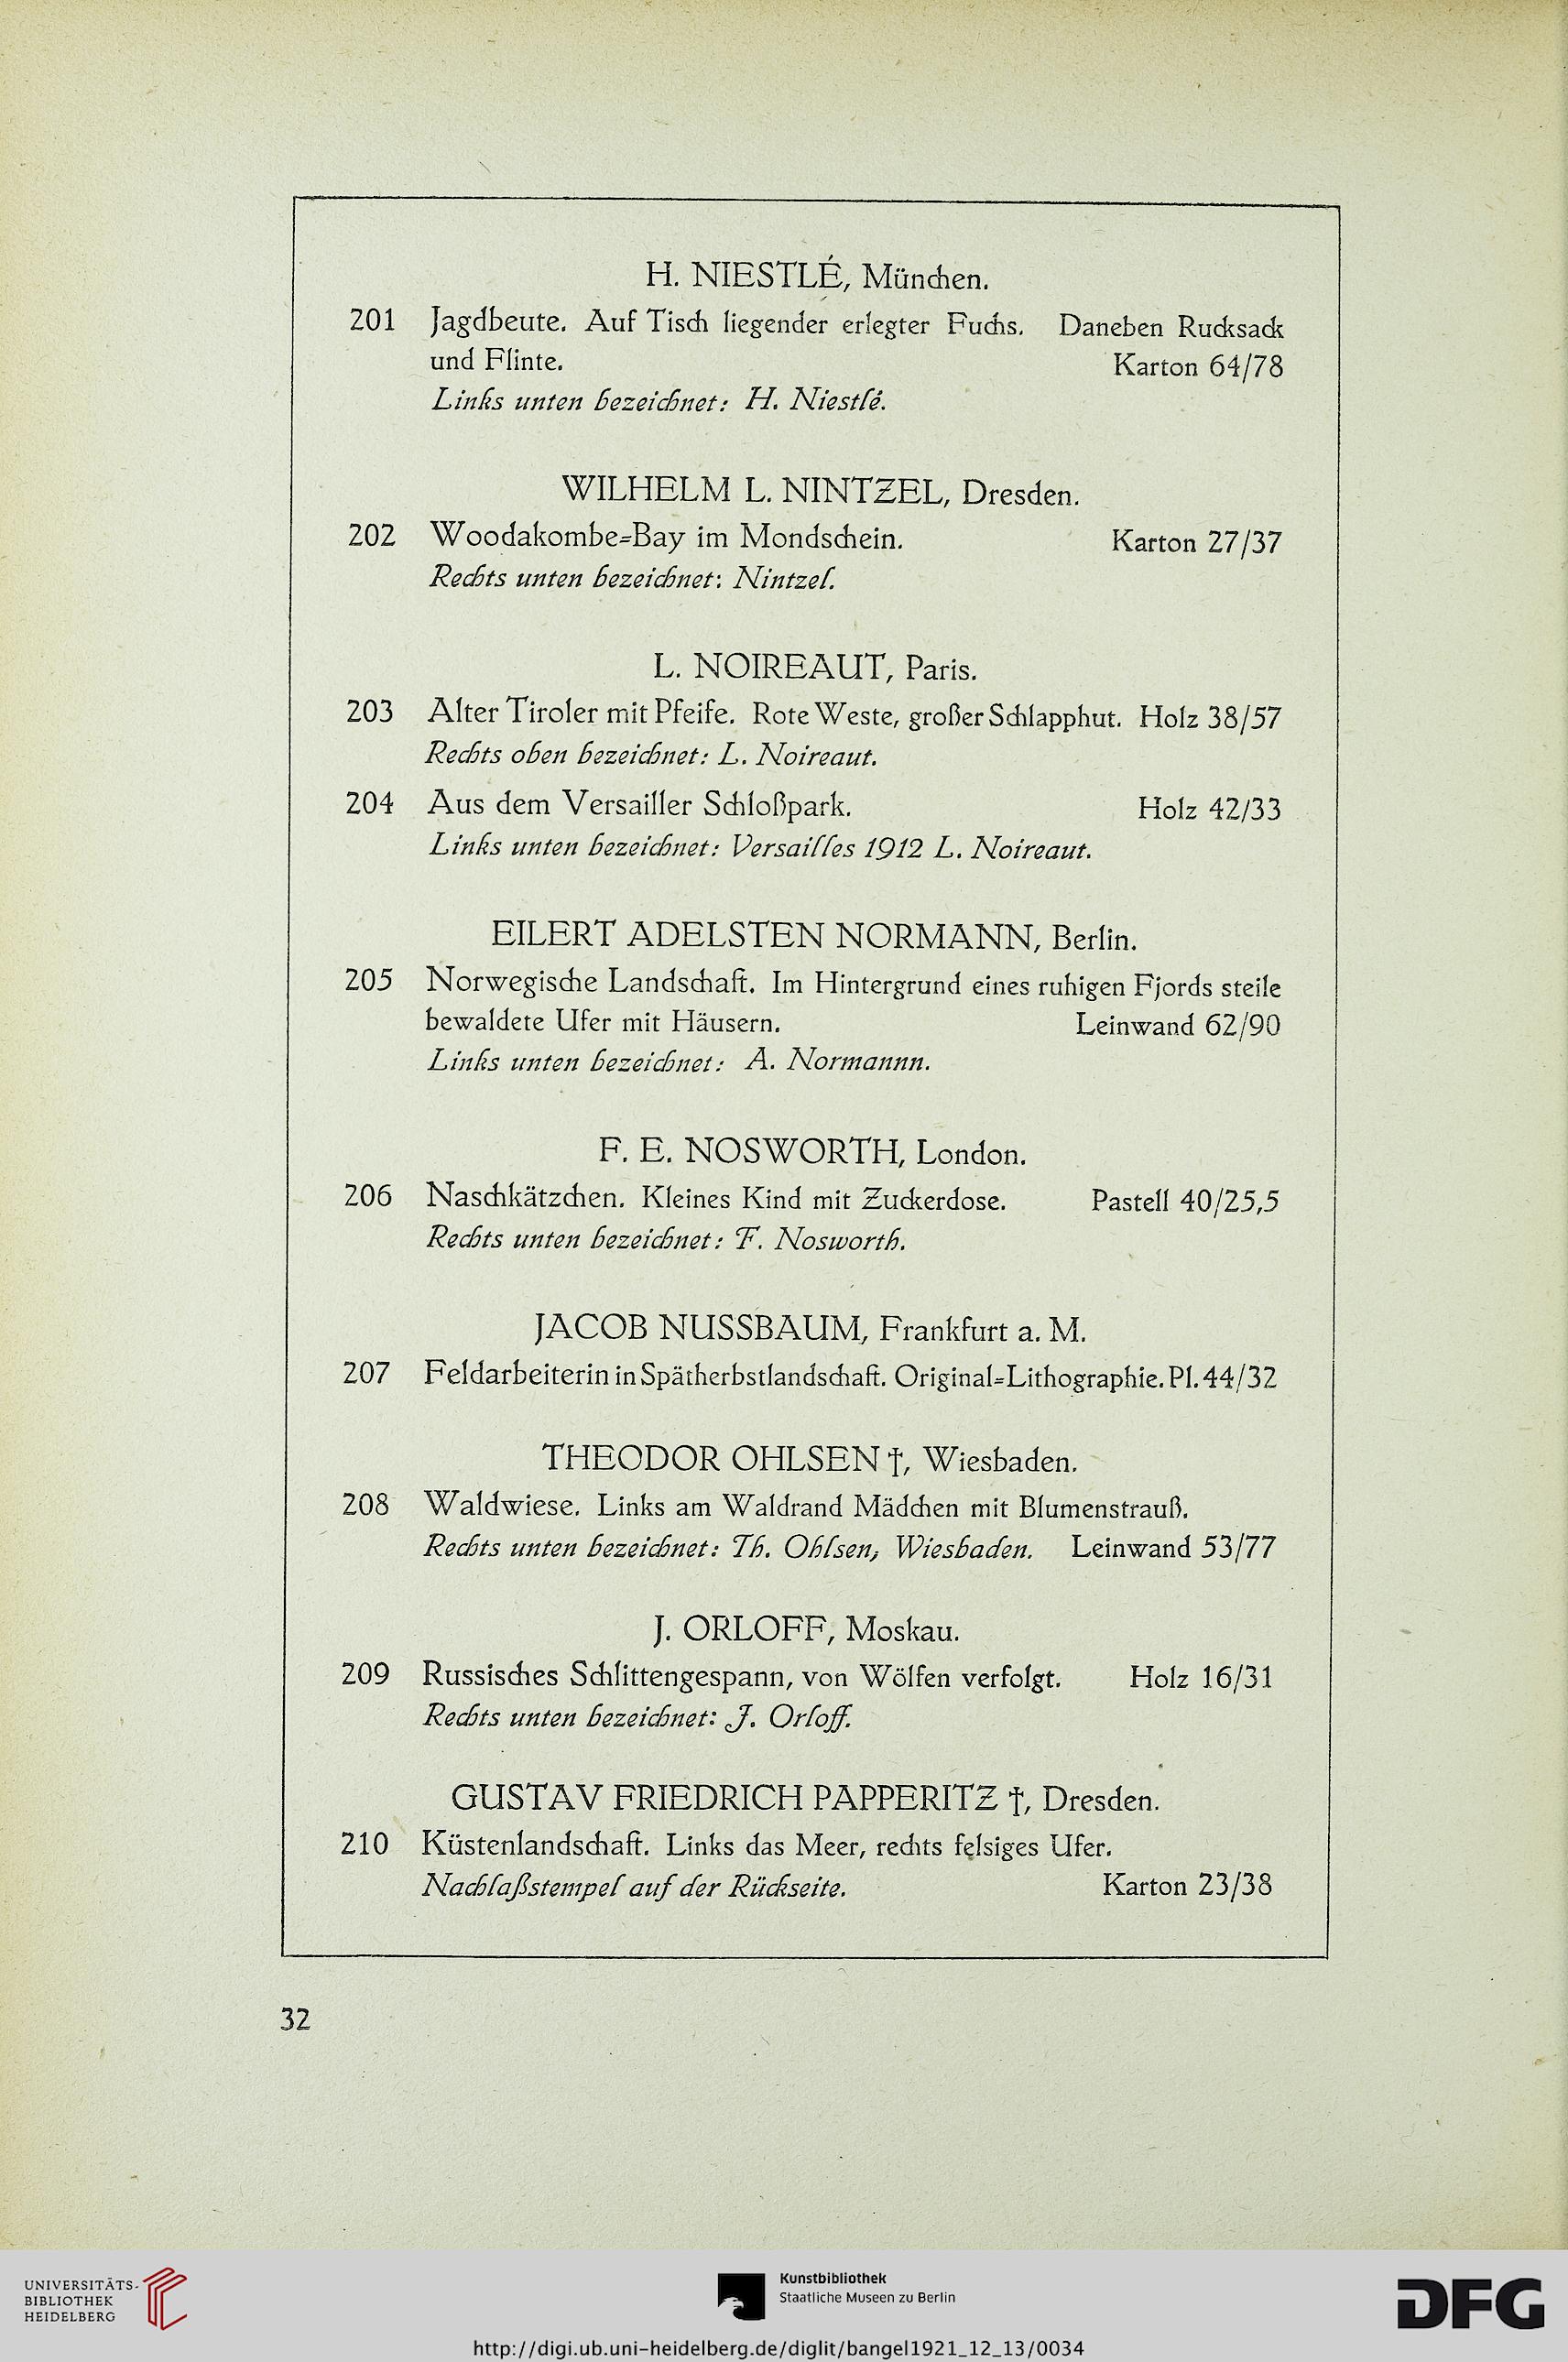 H. NIESTLÉ, München.
201 Jagdbeute. Auf Tisch liegender erlegter Fuchs. Daneben Rucksack
und Flinte. Karton 64/78
Links unten bezeichnet: H. Niestlé.
WILHELM L. NINTZEL, Dresden.
202 Woodakombe-Bay im Mondschein. Karton 27/37
Rechts unten bezeichnet: Nintzel.
L. NOIREAUT, Paris.
203 Alter Tiroler mit Pfeife. Rote Weste, großer Schlapphut. Holz 38/57
Rechts oben bezeichnet: L. Noireaut.
204 Aus dem Versailler Schloßpark. Holz 42/33
Links unten bezeichnet: Versailles 1912 L. Noireaut.
EILERT ADELSTEN NORMANN, Berlin.
205 Norwegische Landschaft. Im Hintergrund eines ruhigen Fjords steile
bewaldete Ufer mit Häusern. Leinwand 62/90
Links unten bezeichnet: A. Normannn.
F. E. NOSWORTH, London.
206 Naschkätzchen. Kleines Kind mit Zuckerdose. Pastell 40/25,5
Rechts unten bezeichnet: F. Nosworth.
JACOB NUSSBAUM, Frankfurt a. M.
207 Feldarbeiterin in Spätherbstlandschaft. Original-Lithographie. Pl. 44/32
THEODOR OHLSEN †, Wiesbaden.
208 Waldwiese. Links am Waldrand Mädchen mit Blumenstrauß.
Rechts unten bezeichnet: Th. Ohlsen, Wiesbaden. Leinwand 53/77
J. ORLOFF, Moskau.
209 Russisches Schlittengespann, von Wölfen verfolgt. Holz 16/31
Rechts unten bezeichnet: J. Orloff.
GUSTAV FRIEDRICH PAPPERITZ †, Dresden.
210 Küstenlandschaft. Links das Meer, rechts felsiges Ufer.
Nachlaßstempel auf der Rückseite. Karton 23/38
32
UNIVERSITÄTS-
BIBLIOTHEK
HEIDELBERG
Kunstbibliothek
Staatliche Museen zu Berlin
DFG
http://digi.ub.uni-heidelberg.de/diglit/bangel1921_12_13/0034